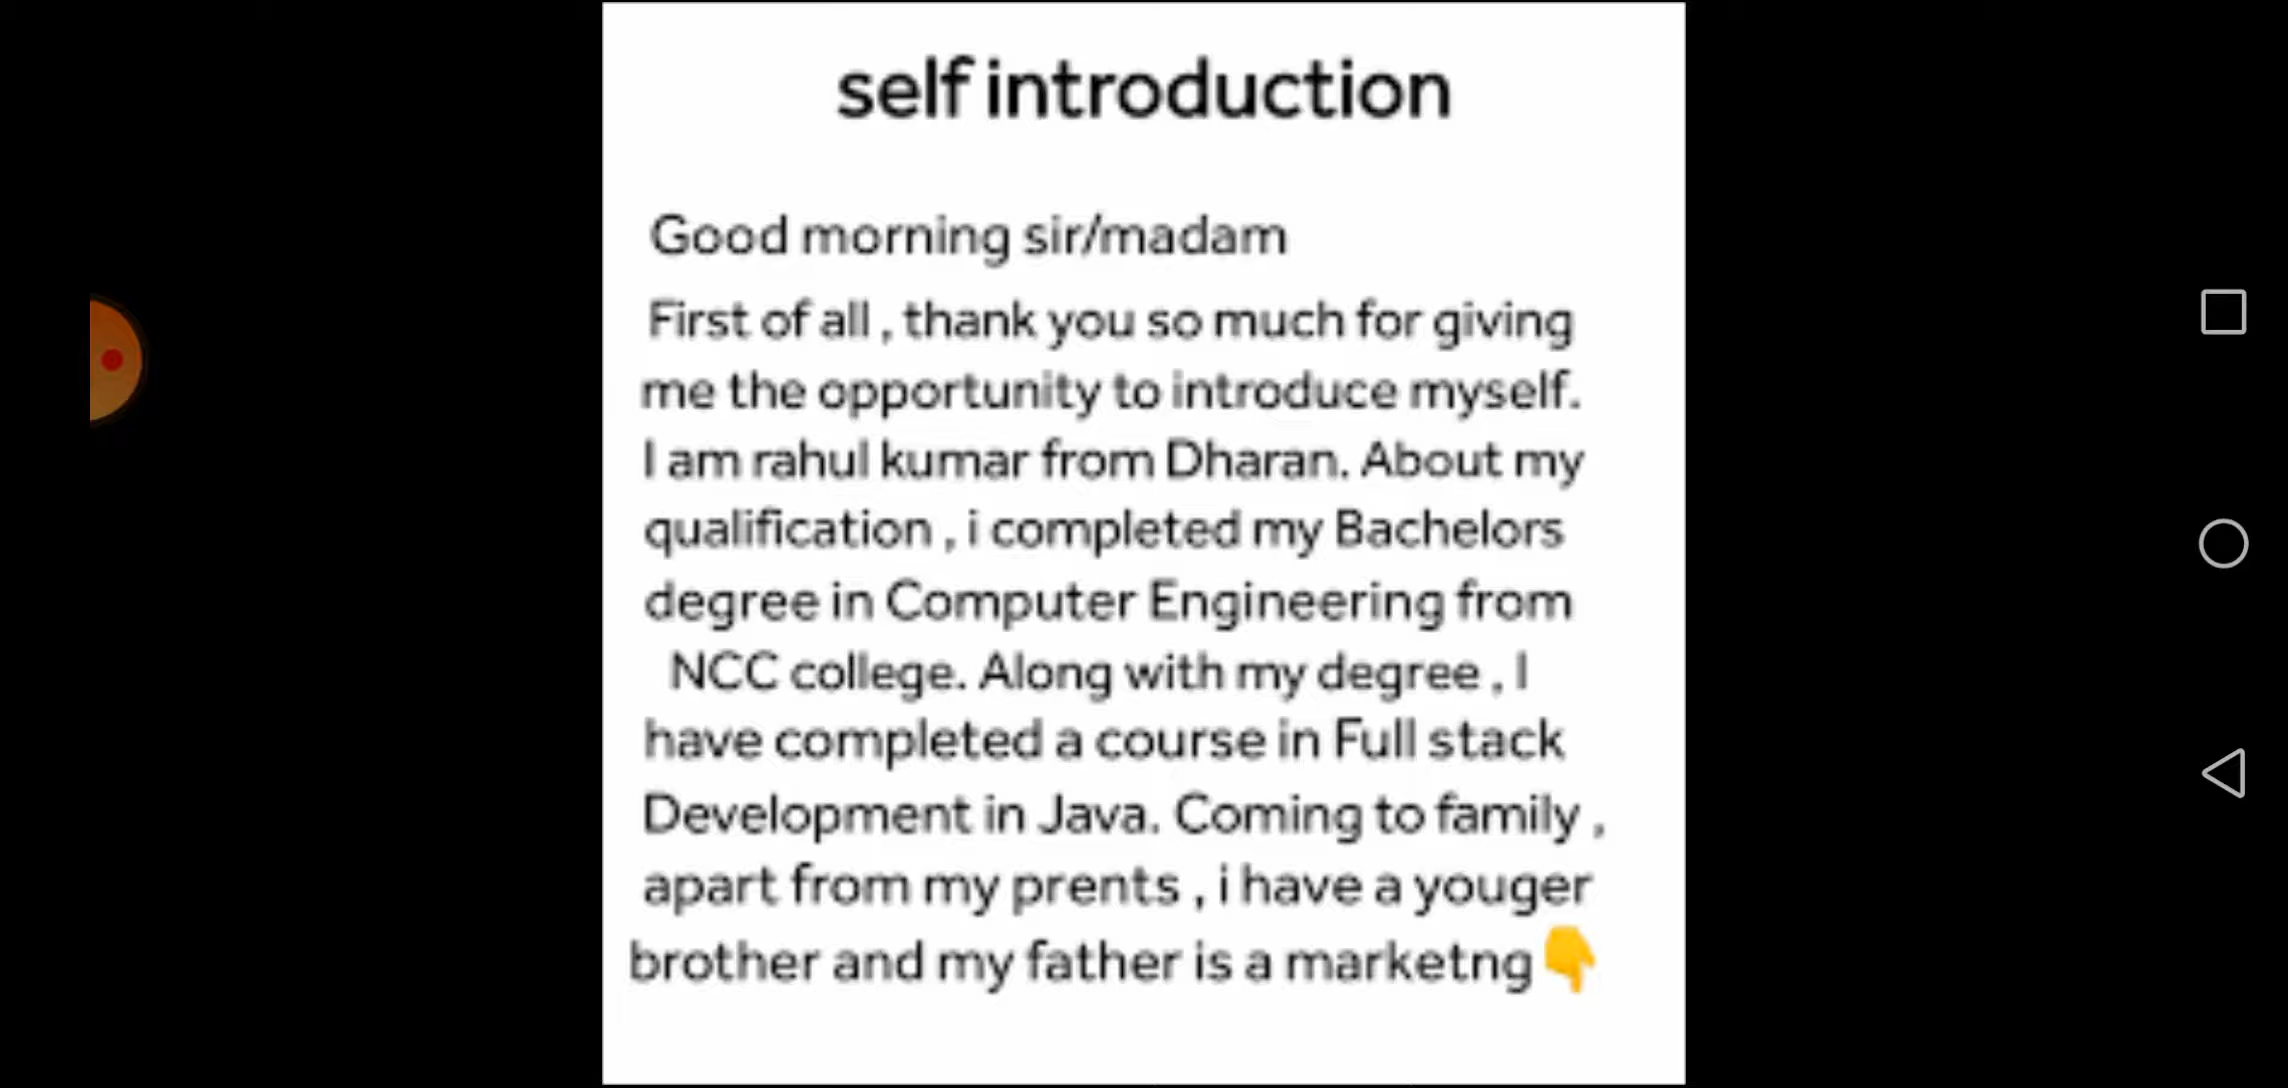 self introduction
Good morning sir/madam
First of all , thank you so much for giving
me the opportunity to introduce myself.
I am rahul kumar from Dharan. About my
qualification , i completed my Bachelors
degree in Computer Engineering from
NCC college. Along with my degree , I
have completed a course in Full stack
Development in Java. Coming to family ,
apart from my prents , i have a youger
brother and my father is a marketng👇